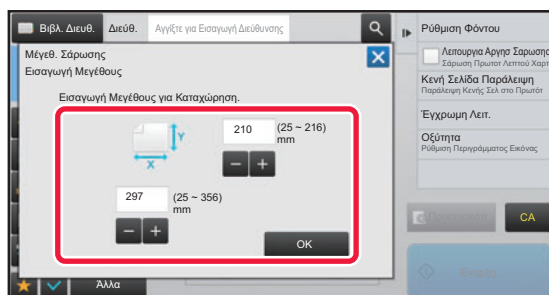 Βιβλ. Διευθ. Διεύθ. Αγγίξτε για Εισαγωγή Διεύθυνσης
Μέγεθ. Σάρωσης
Εισαγωγή Μεγέθους
Εισαγωγή Μεγέθους για Καταχώρηση.
Y
X
210 (25 ~ 216)
mm
297 (25 ~ 356)
mm
OK
Άλλα
Ρύθμιση Φόντου
Λειτουργια Αργησ Σαρωσησ
Σάρωση Πρωτοτ Λεπτού Χαρτ
Κενή Σελίδα Παράλειψη
Παράλειψη Κενής Σελ στο Πρωτότ
Έγχρωμη Λειτ.
Οξύτητα
Ρύθμιση Περιγράμματος Εικόνας
CA